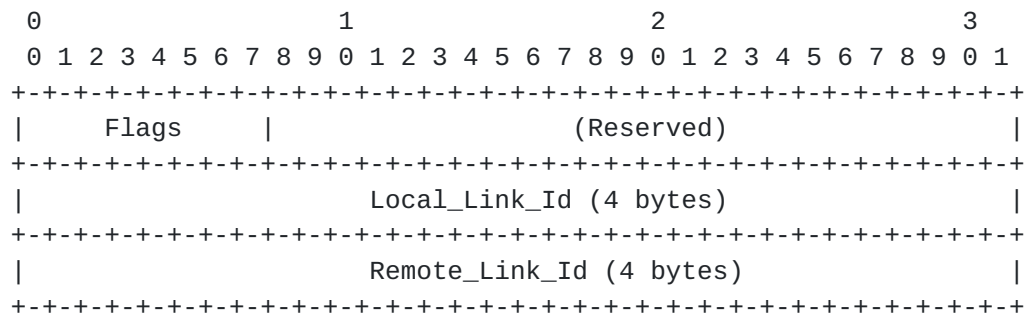 0                   1                   2                   3
 0 1 2 3 4 5 6 7 8 9 0 1 2 3 4 5 6 7 8 9 0 1 2 3 4 5 6 7 8 9 0 1
+-+-+-+-+-+-+-+-+-+-+-+-+-+-+-+-+-+-+-+-+-+-+-+-+-+-+-+-+-+-+-+-+
|     Flags     |                   (Reserved)                  |
+-+-+-+-+-+-+-+-+-+-+-+-+-+-+-+-+-+-+-+-+-+-+-+-+-+-+-+-+-+-+-+-+
|                      Local_Link_Id (4 bytes)                  |
+-+-+-+-+-+-+-+-+-+-+-+-+-+-+-+-+-+-+-+-+-+-+-+-+-+-+-+-+-+-+-+-+
|                      Remote_Link_Id (4 bytes)                 |
+-+-+-+-+-+-+-+-+-+-+-+-+-+-+-+-+-+-+-+-+-+-+-+-+-+-+-+-+-+-+-+-+